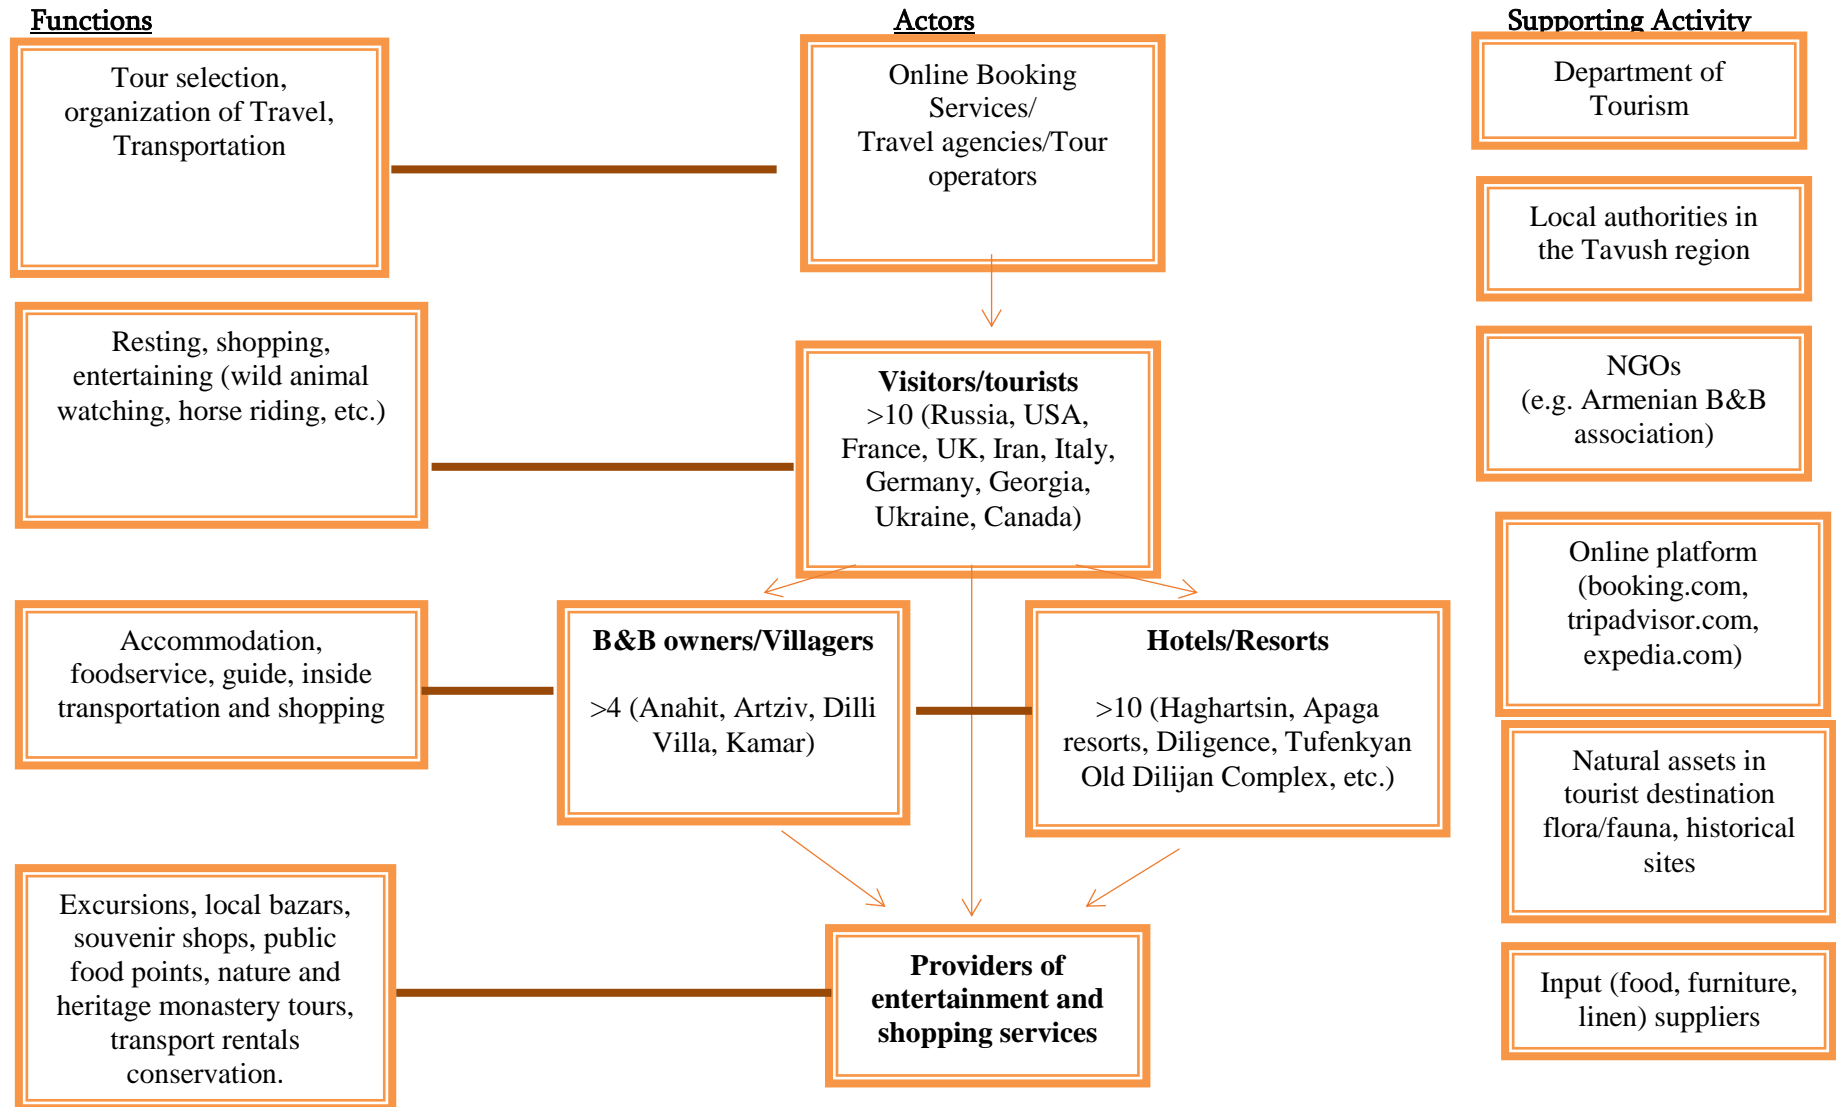 Functions
Actors
Supporting Activity
Tour selection,
organization of Travel,
Transportation
Online Booking
Services/
Travel agencies/Tour
operators
Department of
Tourism
Local authorities in
the Tavush region
Resting, shopping,
entertaining (wild animal
watching, horse riding, etc.)
Visitors/tourists
>10 (Russia, USA,
France, UK, Iran, Italy,
Germany, Georgia,
Ukraine, Canada)
NGOs
(e.g. Armenian B&B
association)
Online platform
(booking.com,
tripadvisor.com,
expedia.com)
Accommodation,
foodservice, guide, inside
transportation and shopping
B&B owners/Villagers
>4 (Anahit, Artziv, Dilli
Villa, Kamar)
Hotels/Resorts
>10 (Haghartsin, Apaga
resorts, Diligence, Tufenkyan
Old Dilijan Complex, etc.)
Natural assets in
tourist destination
flora/fauna, historical
sites
Excursions, local bazars,
souvenir shops, public
food points, nature and
heritage monastery tours,
transport rentals
conservation.
Providers of
entertainment and
shopping services
Input (food, furniture,
linen) suppliers